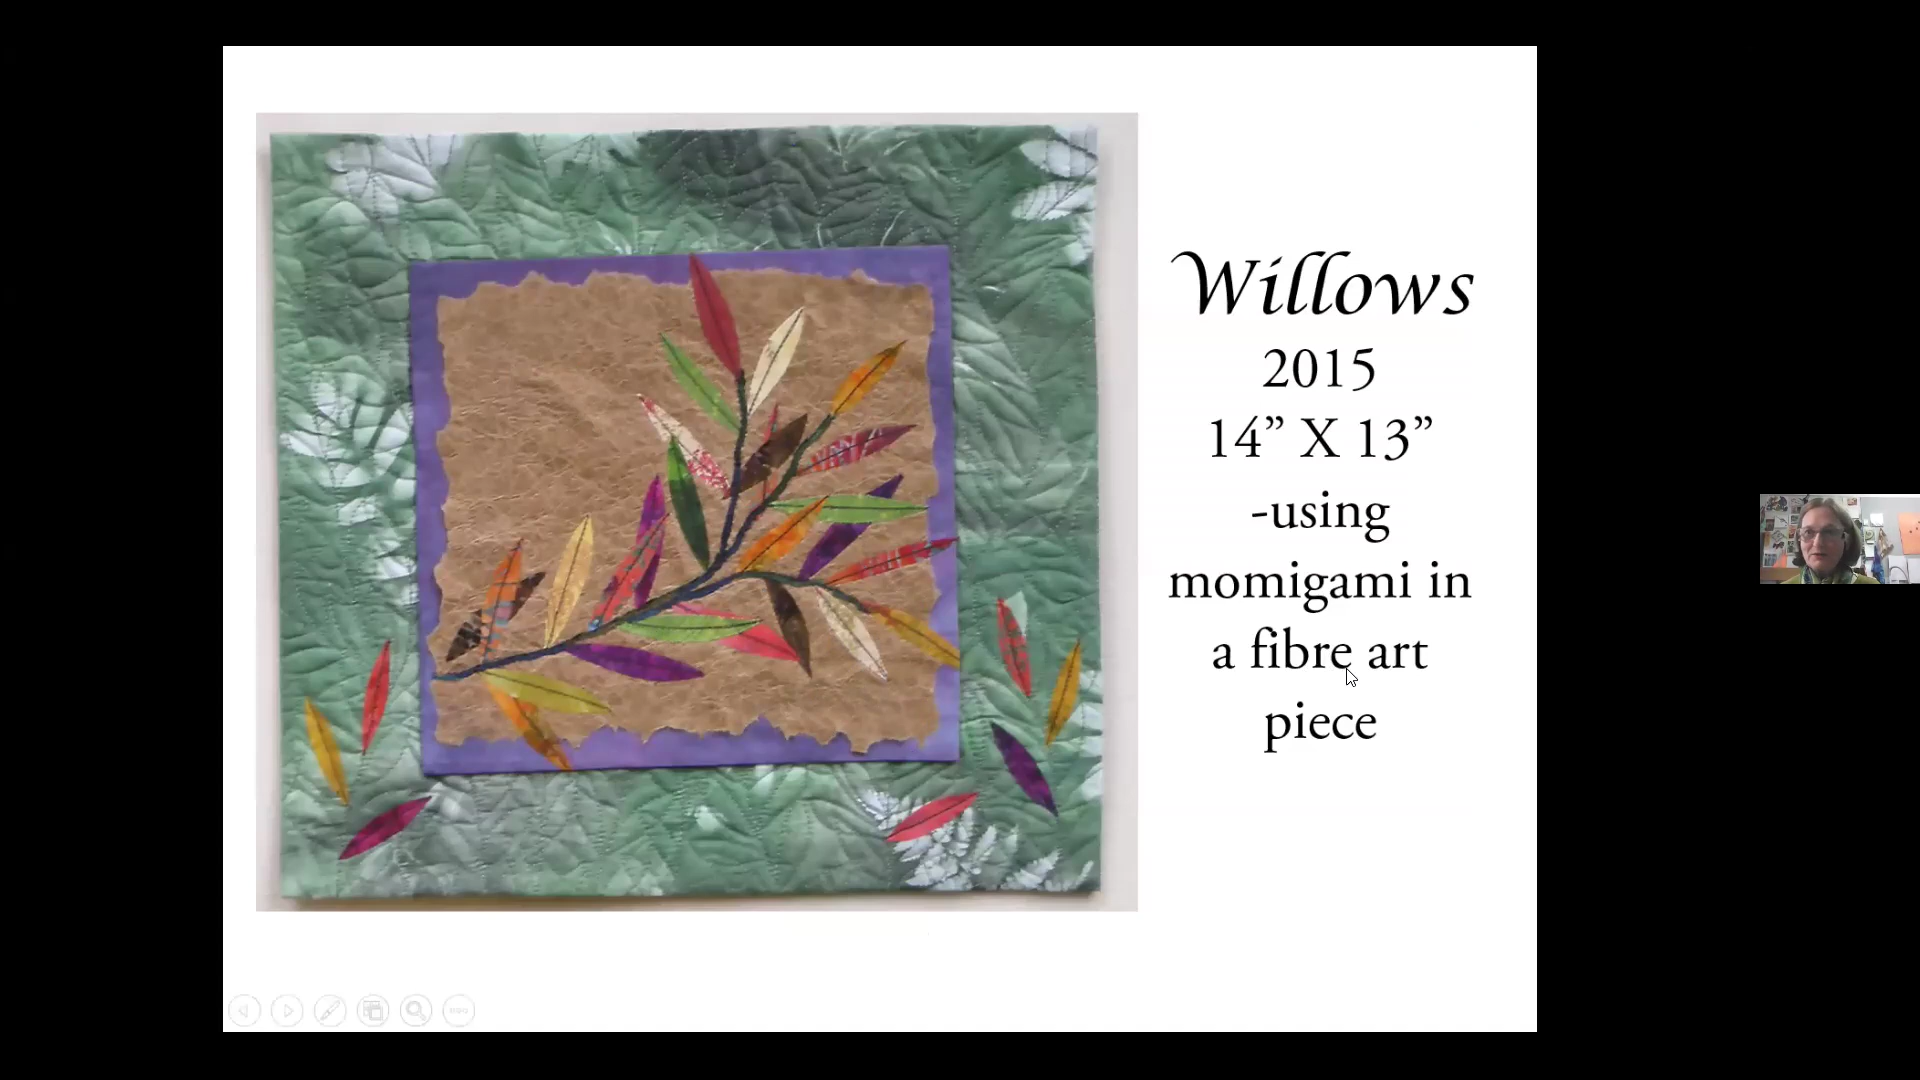 Willows
2015
14” X 13”
-using
momigami in
a fibre art
piece